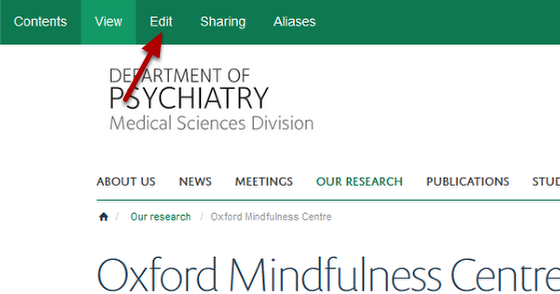 Contents View Edit Sharing Aliases
DEPARTMENT OF
PSYCHIATRY
Medical Sciences Division
ABOUT US NEWS MEETINGS OUR RESEARCH PUBLICATIONS STUD
/ Our research / Oxford Mindfulness Centre
Oxford Mindfulness Centre